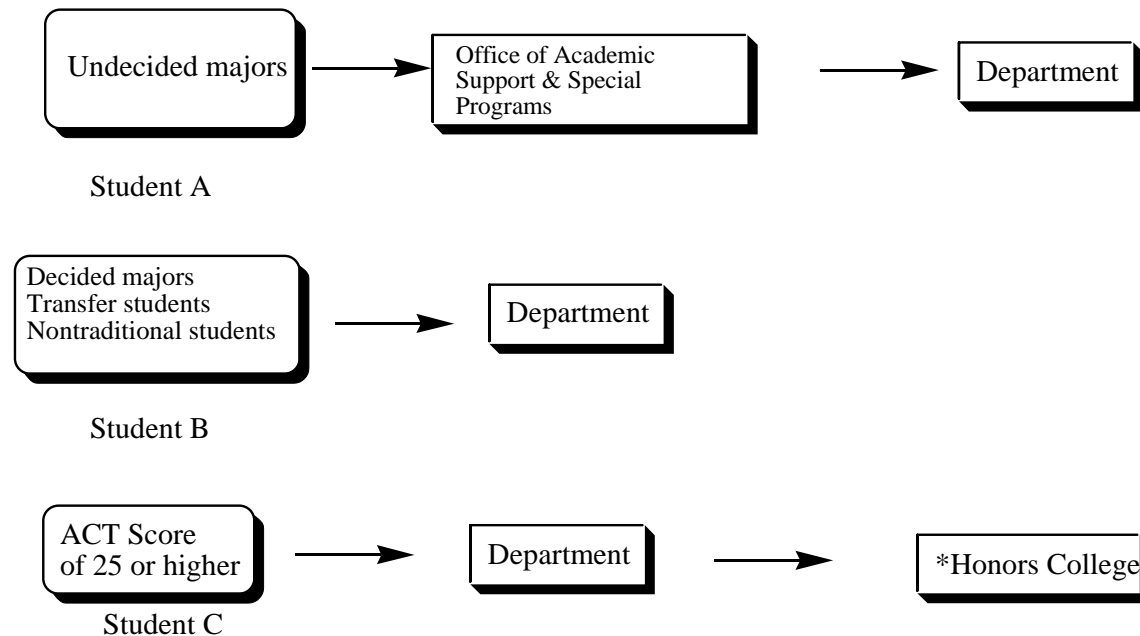 Undecided majors
Office of Academic
Support & Special
Programs
Department
Student A
Decided majors
Transfer students
Nontraditional students
Department
Student B
ACT Score
of 25 or higher
Department
*Honors College
Student C